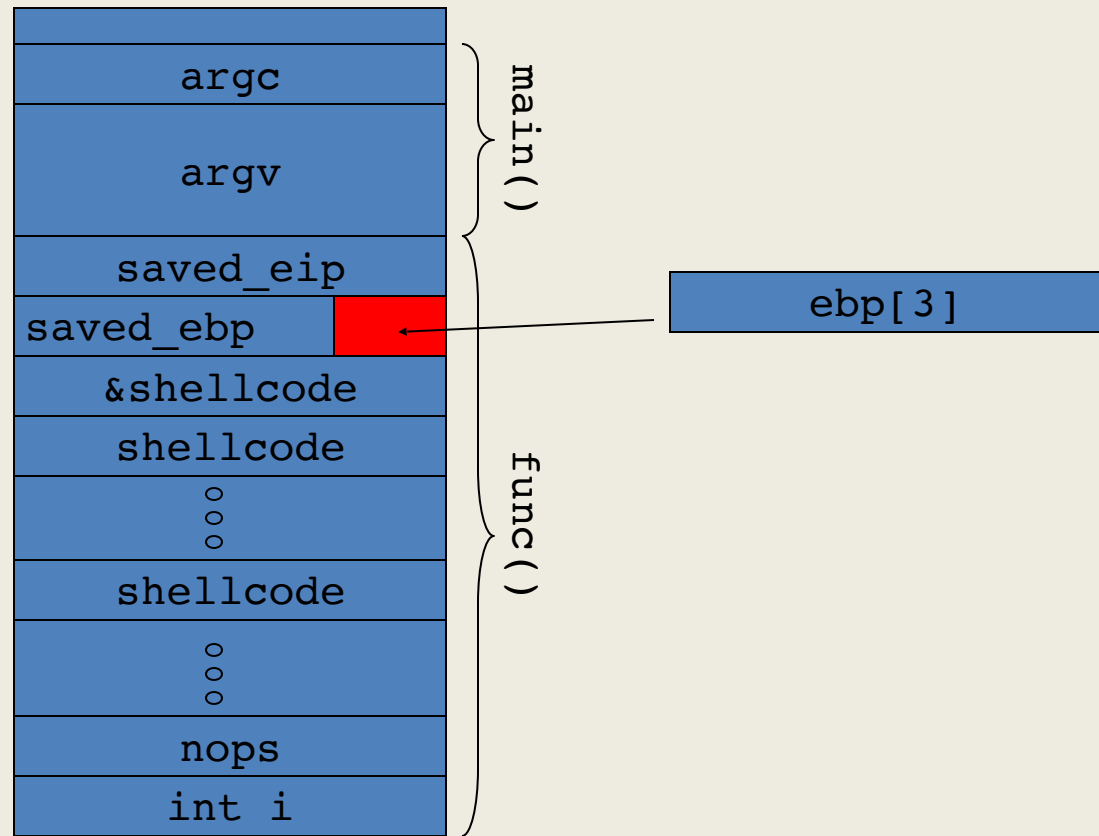 argc
argv
main()
saved_eip
saved_ebp
ebp[3]
&shellcode
shellcode
func()
shellcode
nops
int i